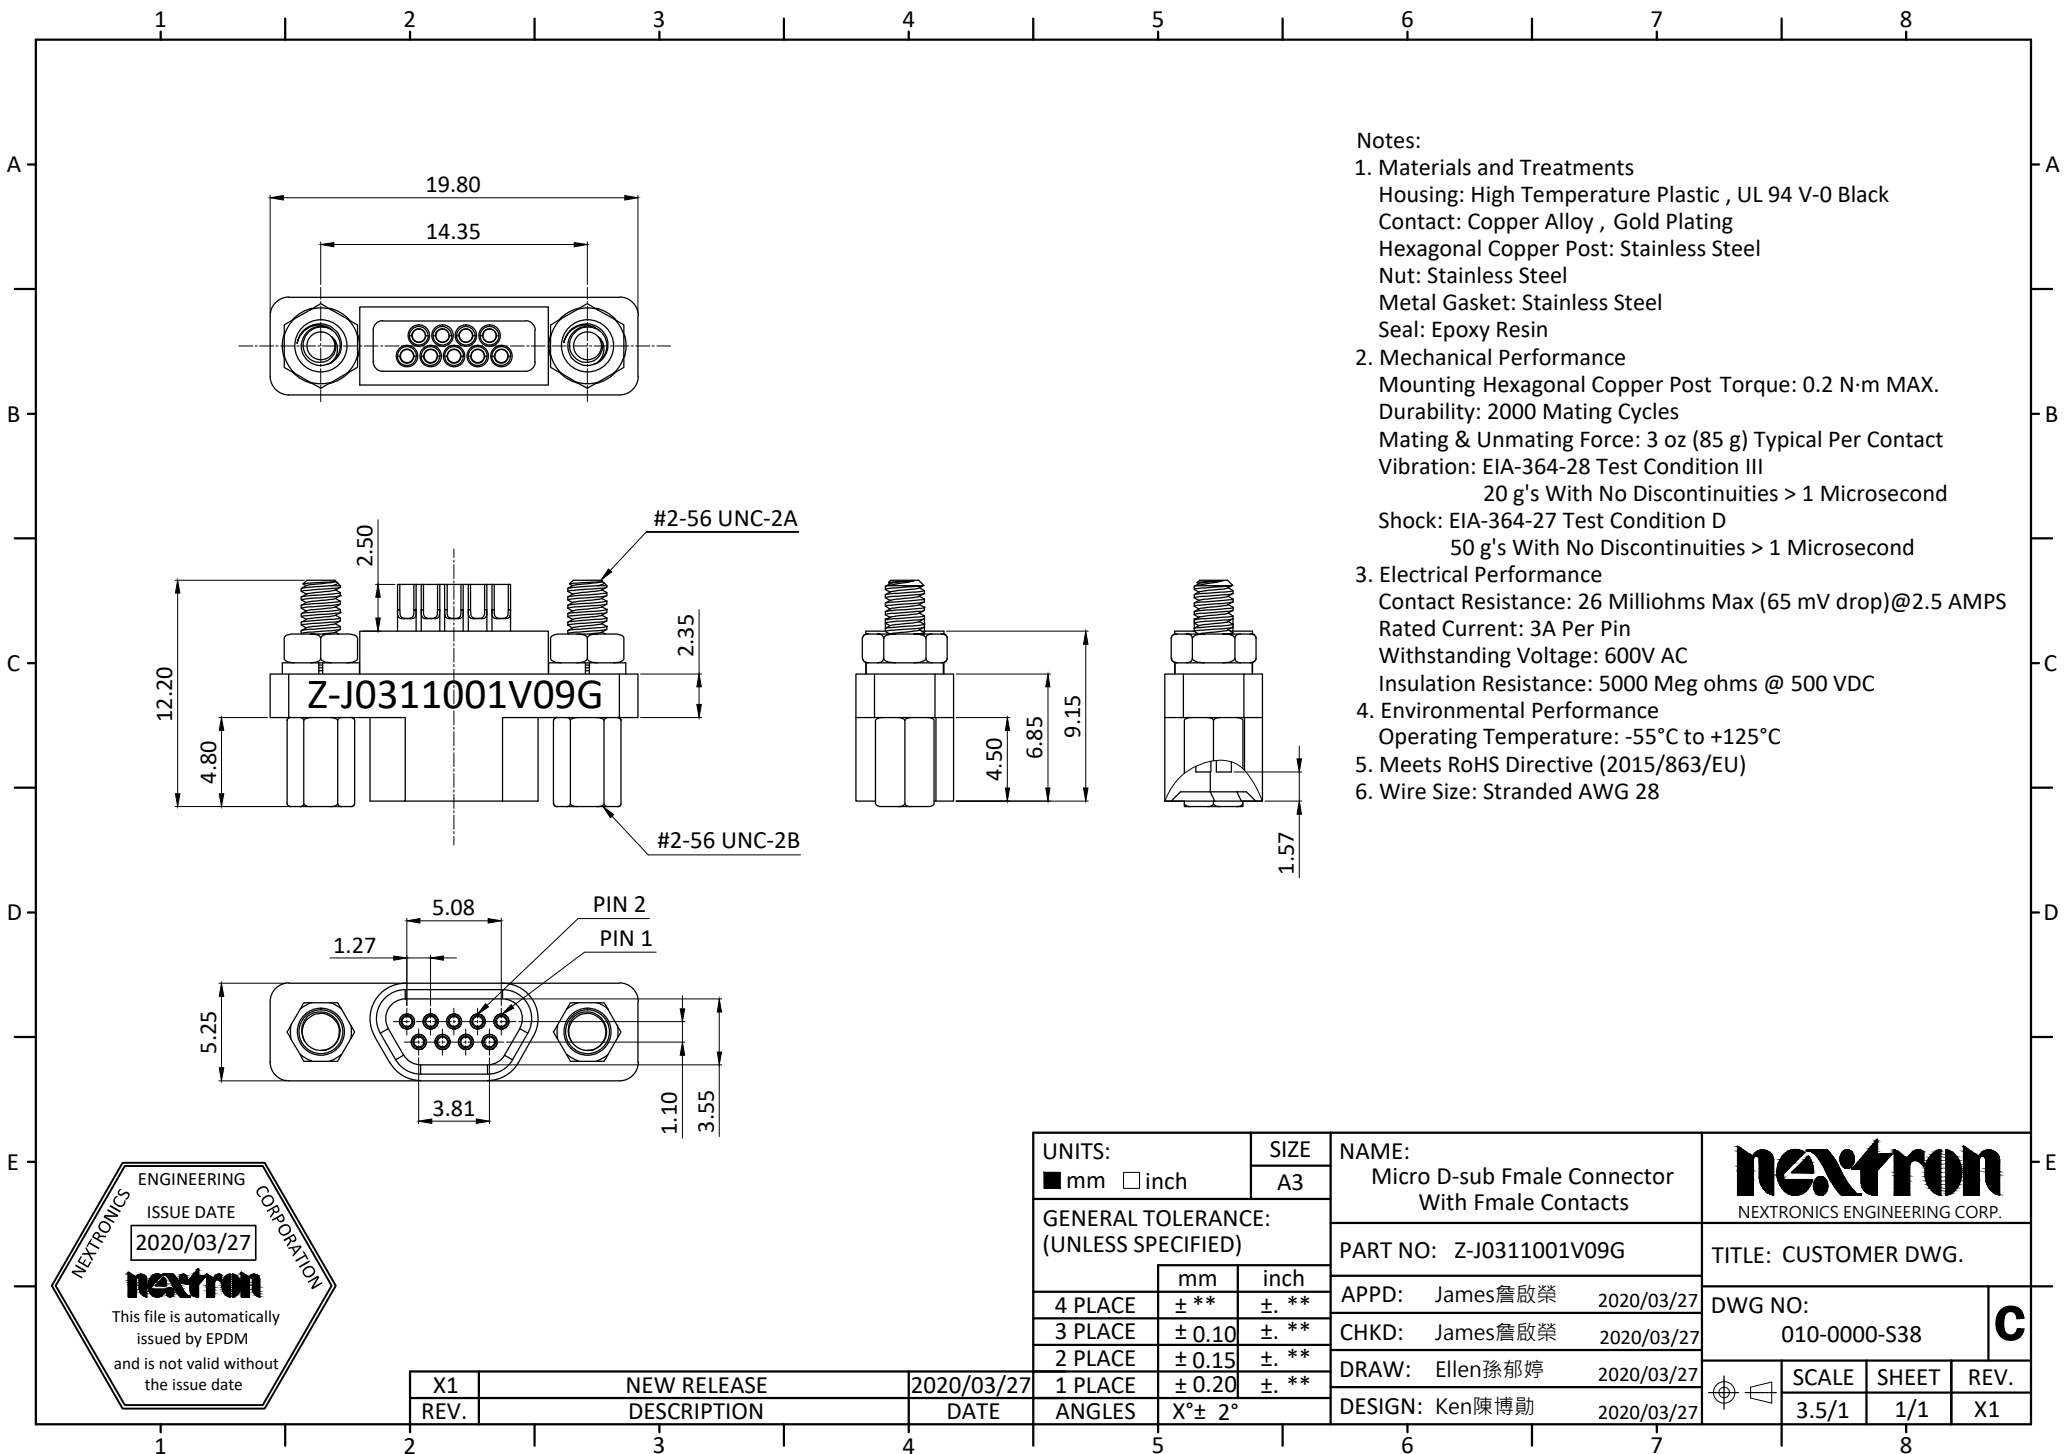 1 2 3 4 5 6 7 8
A
B
C
D
E
A
B
C
D
E
19.80
14.35
2.50
#2-56 UNC-2A
12.20
4.80
2.35
Z-J0311001V09G
#2-56 UNC-2B
4.50
6.85
9.15
1.57
5.08
1.27
PIN 2
PIN 1
5.25
3.81
1.10
3.55
Notes:
1. Materials and Treatments
Housing: High Temperature Plastic , UL 94 V-0 Black
Contact: Copper Alloy , Gold Plating
Hexagonal Copper Post: Stainless Steel
Nut: Stainless Steel
Metal Gasket: Stainless Steel
Seal: Epoxy Resin
2. Mechanical Performance
Mounting Hexagonal Copper Post Torque: 0.2 N·m MAX.
Durability: 2000 Mating Cycles
Mating & Unmating Force: 3 oz (85 g) Typical Per Contact
Vibration: EIA-364-28 Test Condition III
20 g's With No Discontinuities > 1 Microsecond
Shock: EIA-364-27 Test Condition D
50 g's With No Discontinuities > 1 Microsecond
3. Electrical Performance
Contact Resistance: 26 Milliohms Max (65 mV drop)@2.5 AMPS
Rated Current: 3A Per Pin
Withstanding Voltage: 600V AC
Insulation Resistance: 5000 Meg ohms @ 500 VDC
4. Environmental Performance
Operating Temperature: -55°C to +125°C
5. Meets RoHS Directive (2015/863/EU)
6. Wire Size: Stranded AWG 28
NEXTRONICS ENGINEERING CORPORATION
ISSUE DATE
2020/03/27
nextron
This file is automatically
issued by EPDM
and is not valid without
the issue date
X1 NEW RELEASE 2020/03/27
REV. DESCRIPTION DATE
UNITS:
■ mm □ inch
SIZE
A3
GENERAL TOLERANCE:
(UNLESS SPECIFIED)
mm inch
4 PLACE ± ** ±. **
3 PLACE ± 0.10 ±. **
2 PLACE ± 0.15 ±. **
1 PLACE ± 0.20 ±. **
ANGLES X°± 2°
NAME:
Micro D-sub Fmale Connector
With Fmale Contacts
PART NO: Z-J0311001V09G
APPD: James詹啟榮 2020/03/27
CHKD: James詹啟榮 2020/03/27
DRAW: Ellen孫郁婷 2020/03/27
DESIGN: Ken陳博勛 2020/03/27
nextron
NEXTRONICS ENGINEERING CORP.
TITLE: CUSTOMER DWG.
DWG NO:
010-0000-S38
C
SCALE SHEET REV.
3.5/1 1/1 X1
1 2 3 4 5 6 7 8